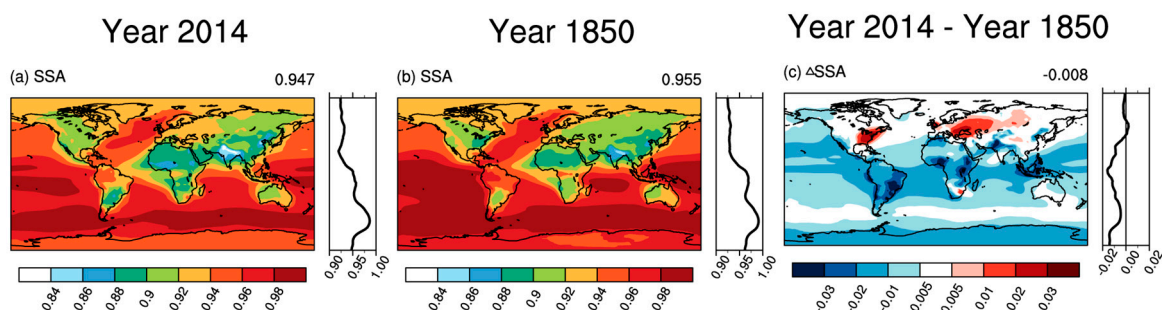 Year 2014
Year 1850
Year 2014 - Year 1850
(a) SSA 0.947
(b) SSA 0.955
(c) △SSA -0.008
0.84 0.86 0.88 0.9 0.92 0.94 0.96 0.98
0.90 0.95 1.00
0.84 0.86 0.88 0.9 0.92 0.94 0.96 0.98
0.90 0.95 1.00
-0.03 -0.02 -0.01 -0.005 0.005 0.01 0.02 0.03
-0.02 0.00 0.02